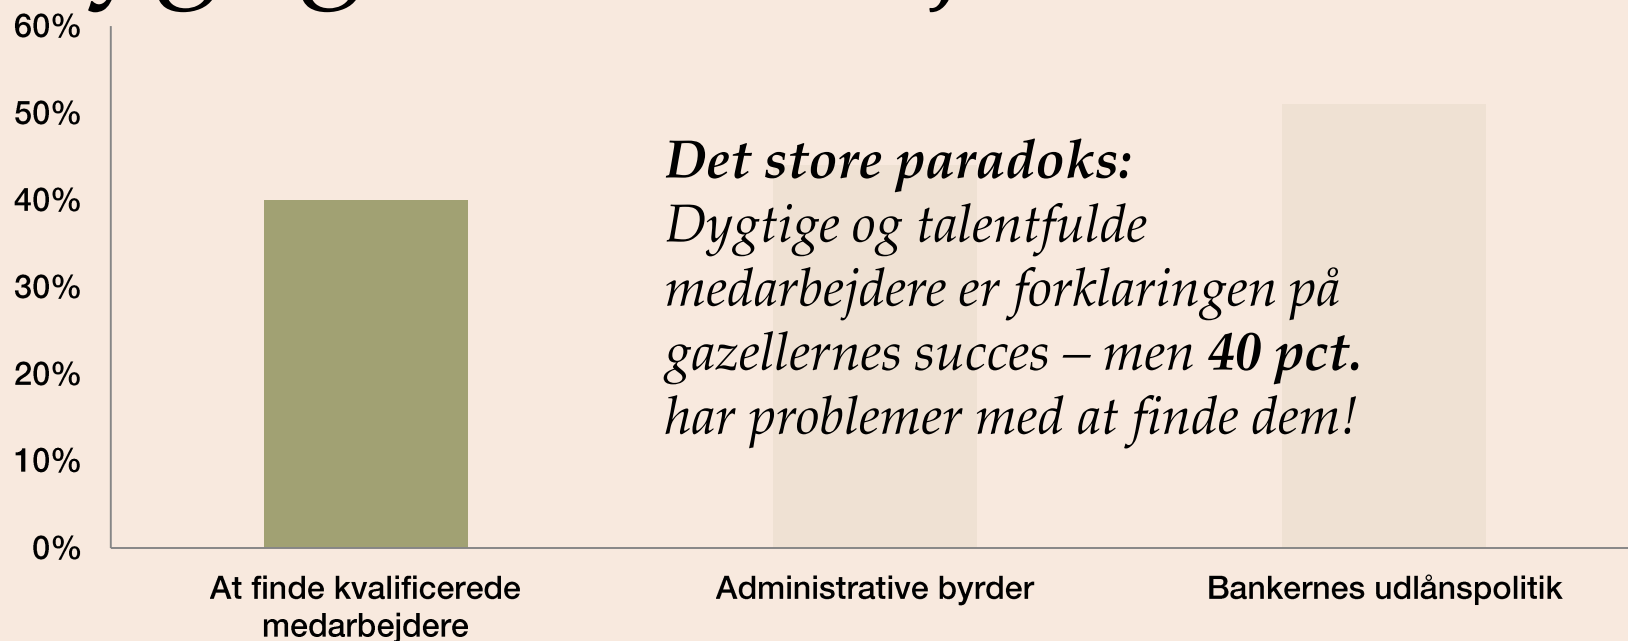 60%
50%
40%
30%
20%
10%
0%
Det store paradoks:
Dygtige og talentfulde
medarbejdere er forklaringen på
gazellernes succes – men 40 pct.
har problemer med at finde dem!
At finde kvalificerede
medarbejdere
Administrative byrder
Bankernes udlånspolitik